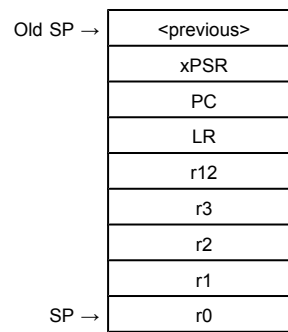 Old SP → <previous>
xPSR
PC
LR
r12
r3
r2
r1
SP → r0